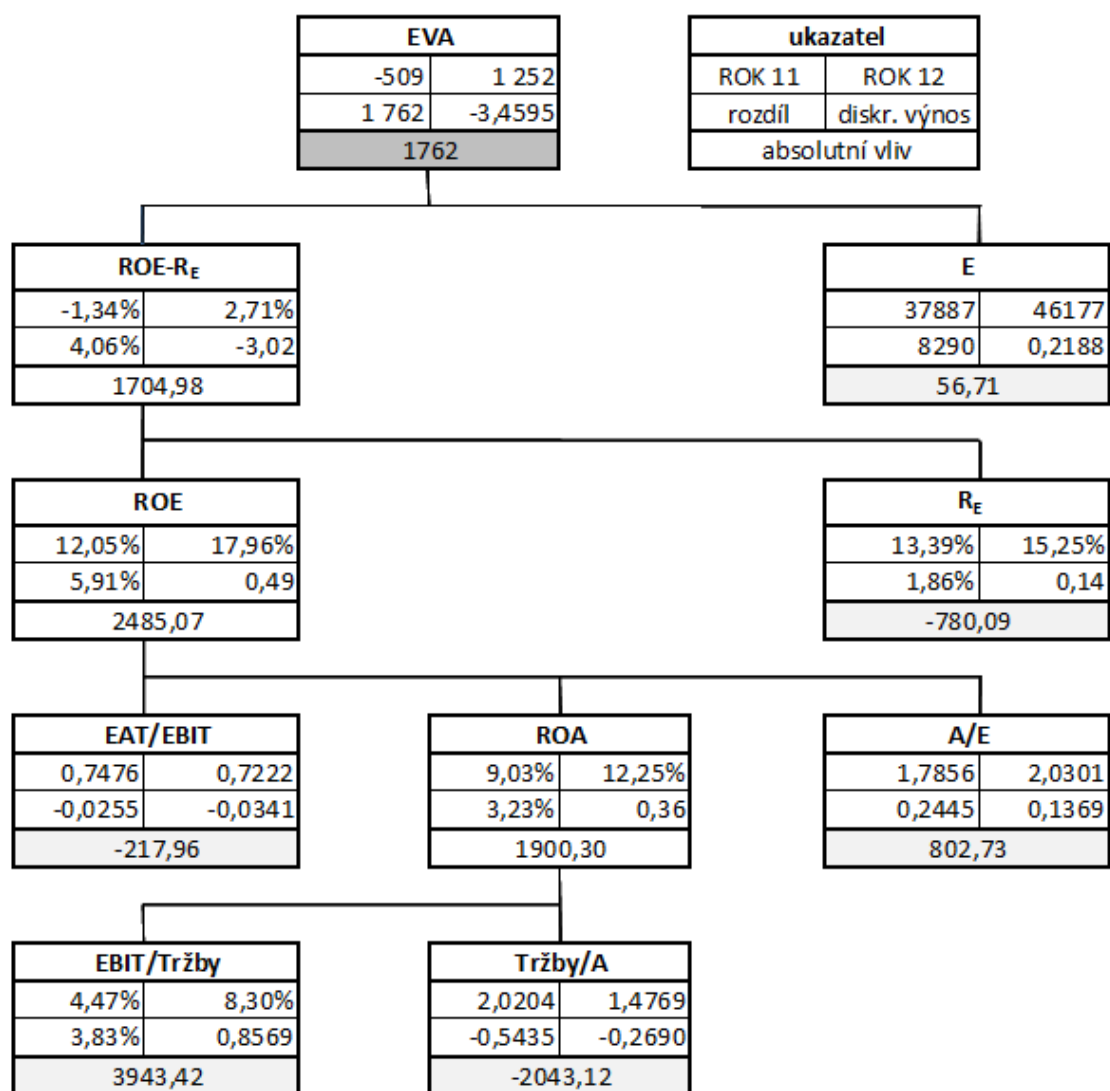 EVA
-509 1 252
1 762 -3,4595
1762
ukazatel
ROK 11 ROK 12
rozdíl diskr. výnos
absolutní vliv
ROE-RE
-1,34% 2,71%
4,06% -3,02
1704,98
E
37887 46177
8290 0,2188
56,71
ROE
12,05% 17,96%
5,91% 0,49
2485,07
RE
13,39% 15,25%
1,86% 0,14
-780,09
EAT/EBIT
0,7476 0,7222
-0,0255 -0,0341
-217,96
ROA
9,03% 12,25%
3,23% 0,36
1900,30
A/E
1,7856 2,0301
0,2445 0,1369
802,73
EBIT/Tržby
4,47% 8,30%
3,83% 0,8569
3943,42
Tržby/A
2,0204 1,4769
-0,5435 -0,2690
-2043,12